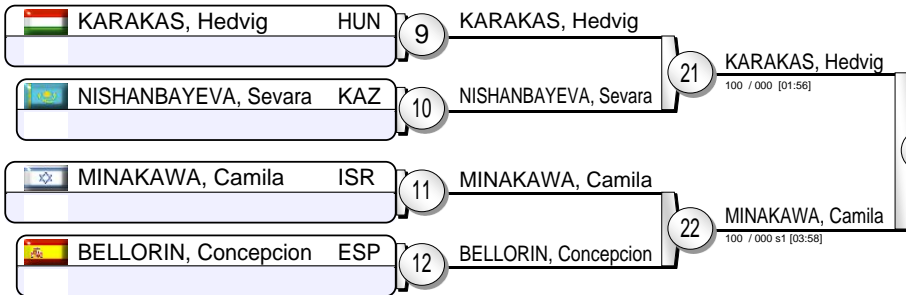 KARAKAS, Hedvig HUN
9
KARAKAS, Hedvig
21
KARAKAS, Hedvig
100 / 000 [01:56]
NISHANBAYEVA, Sevara KAZ
10
NISHANBAYEVA, Sevara
MINAKAWA, Camila ISR
11
MINAKAWA, Camila
22
MINAKAWA, Camila
100 / 000 s1 [03:58]
BELLORIN, Concepcion ESP
12
BELLORIN, Concepcion